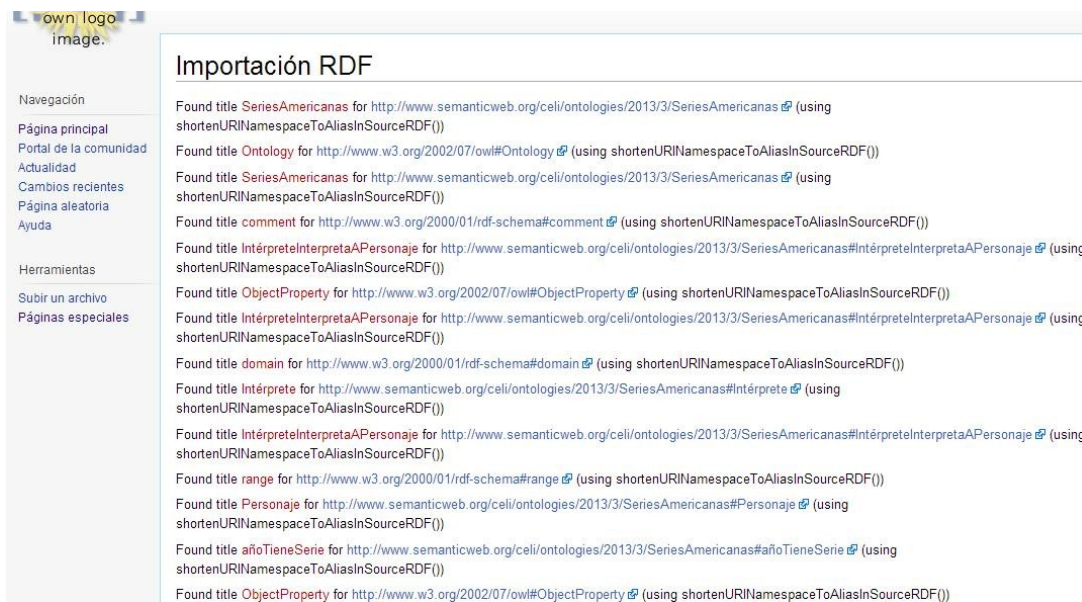 own logo
image.
Importación RDF
Navegación
Página principal
Portal de la comunidad
Actualidad
Cambios recientes
Página aleatoria
Ayuda
Herramientas
Subir un archivo
Páginas especiales
Found title SeriesAmericanas for http://www.semanticweb.org/celi/ontologies/2013/3/SeriesAmericanas (using
shortenURINamespaceToAliasInSourceRDF())
Found title Ontology for http://www.w3.org/2002/07/owl#Ontology (using shortenURINamespaceToAliasInSourceRDF())
Found title SeriesAmericanas for http://www.semanticweb.org/celi/ontologies/2013/3/SeriesAmericanas (using
shortenURINamespaceToAliasInSourceRDF())
Found title comment for http://www.w3.org/2000/01/rdf-schema#comment (using shortenURINamespaceToAliasInSourceRDF())
Found title IntérpreteInterpretaAPersonaje for http://www.semanticweb.org/celi/ontologies/2013/3/SeriesAmericanas#IntérpreteInterpretaAPersonaje (using
shortenURINamespaceToAliasInSourceRDF())
Found title ObjectProperty for http://www.w3.org/2002/07/owl#ObjectProperty (using shortenURINamespaceToAliasInSourceRDF())
Found title IntérpreteInterpretaAPersonaje for http://www.semanticweb.org/celi/ontologies/2013/3/SeriesAmericanas#IntérpreteInterpretaAPersonaje (using
shortenURINamespaceToAliasInSourceRDF())
Found title domain for http://www.w3.org/2000/01/rdf-schema#domain (using shortenURINamespaceToAliasInSourceRDF())
Found title Intérprete for http://www.semanticweb.org/celi/ontologies/2013/3/SeriesAmericanas#Intérprete (using
shortenURINamespaceToAliasInSourceRDF())
Found title IntérpreteInterpretaAPersonaje for http://www.semanticweb.org/celi/ontologies/2013/3/SeriesAmericanas#IntérpreteInterpretaAPersonaje (using
shortenURINamespaceToAliasInSourceRDF())
Found title range for http://www.w3.org/2000/01/rdf-schema#range (using shortenURINamespaceToAliasInSourceRDF())
Found title Personaje for http://www.semanticweb.org/celi/ontologies/2013/3/SeriesAmericanas#Personaje (using
shortenURINamespaceToAliasInSourceRDF())
Found title añoTieneSerie for http://www.semanticweb.org/celi/ontologies/2013/3/SeriesAmericanas#añoTieneSerie (using
shortenURINamespaceToAliasInSourceRDF())
Found title ObjectProperty for http://www.w3.org/2002/07/owl#ObjectProperty (using shortenURINamespaceToAliasInSourceRDF())